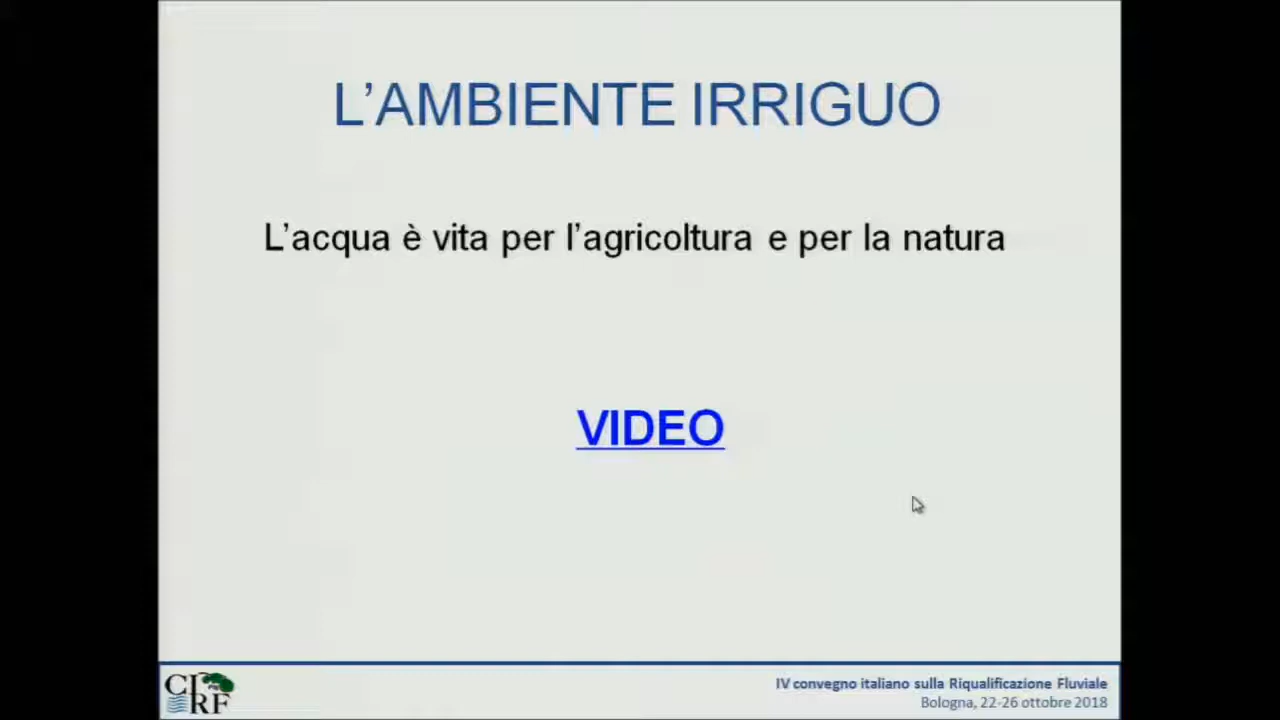 L’AMBIENTE IRRIGUO
L’acqua è vita per l’agricoltura e per la natura
VIDEO
CIRF
IV convegno italiano sulla Riqualificazione Fluviale
Bologna, 22-26 ottobre 2018